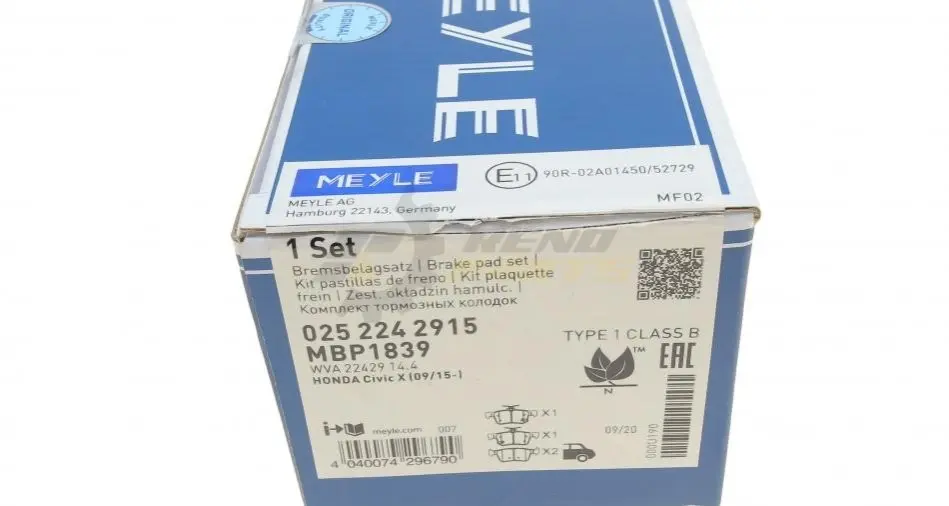 ORIGINAL
MEYLE
MEYLE
E11 90R-02A01450/52729
MEYLE AG
Hamburg 22143, Germany
MF02
1 Set
Bremsbelagsatz | Brake pad set |
Kit pastillas de freno | Kit plaquette
frein | Zest. okładzin hamulc. |
Комплект тормозных колодок
025 224 2915
MBP1839
WVA 22429 14.4
HONDA Civic X (09/15-)
TYPE 1 CLASS B
TM
EAC
N
X1
X1
X2
i
meyle.com 007
09/20
4 040074 296790
RENO